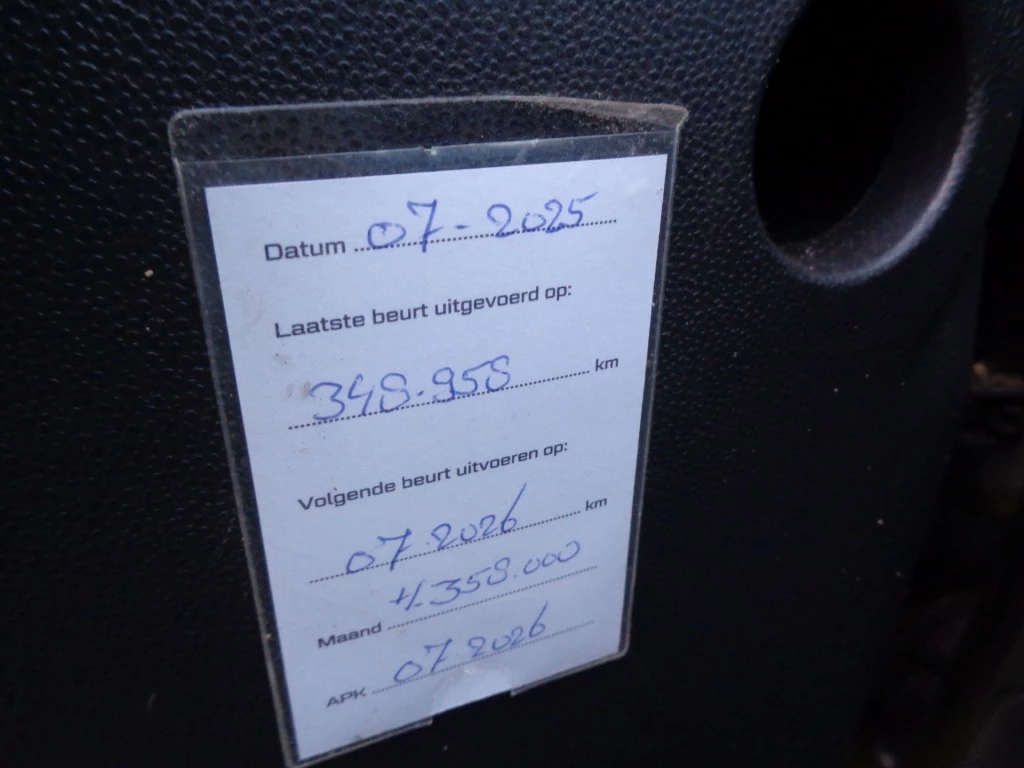 Datum 07-2025
Laatste beurt uitgevoerd op:
348.958 km
Volgende beurt uitvoeren op:
07 2026 km
Maand 1/. 358.000
APK 07 2026